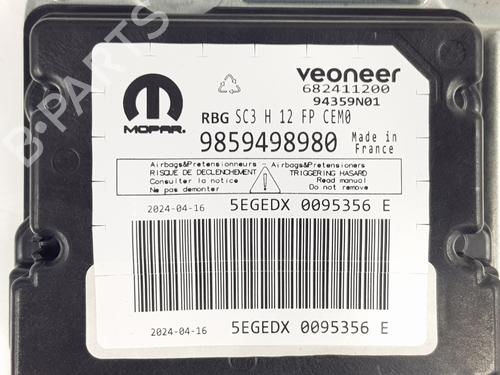 B-PARTS
veoneer
682411200
94359N01
MOPAR.
RBG SC3 H 12 FP CEM0
9859498980
Made in
France
Airbags&Pretensionneurs - Airbags&Pretensioners
RISQUE DE DECLENCHEMENT
Consulter la notice
Ne pas demonter
TRIGGERING HASARD
Read manual
Do not remove
2024-04-16 5EGEDX 0095356 E
2024-04-16 5EGEDX 0095356 E